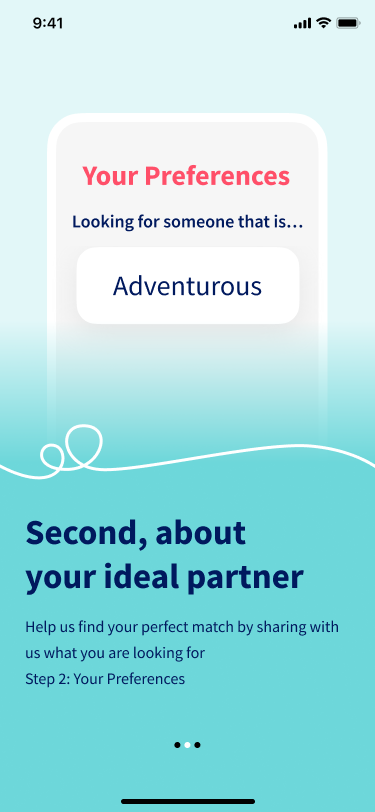 9:41
Your Preferences
Looking for someone that is...
Adventurous
Second, about
your ideal partner
Help us find your perfect match by sharing with
us what you are looking for
Step 2: Your Preferences